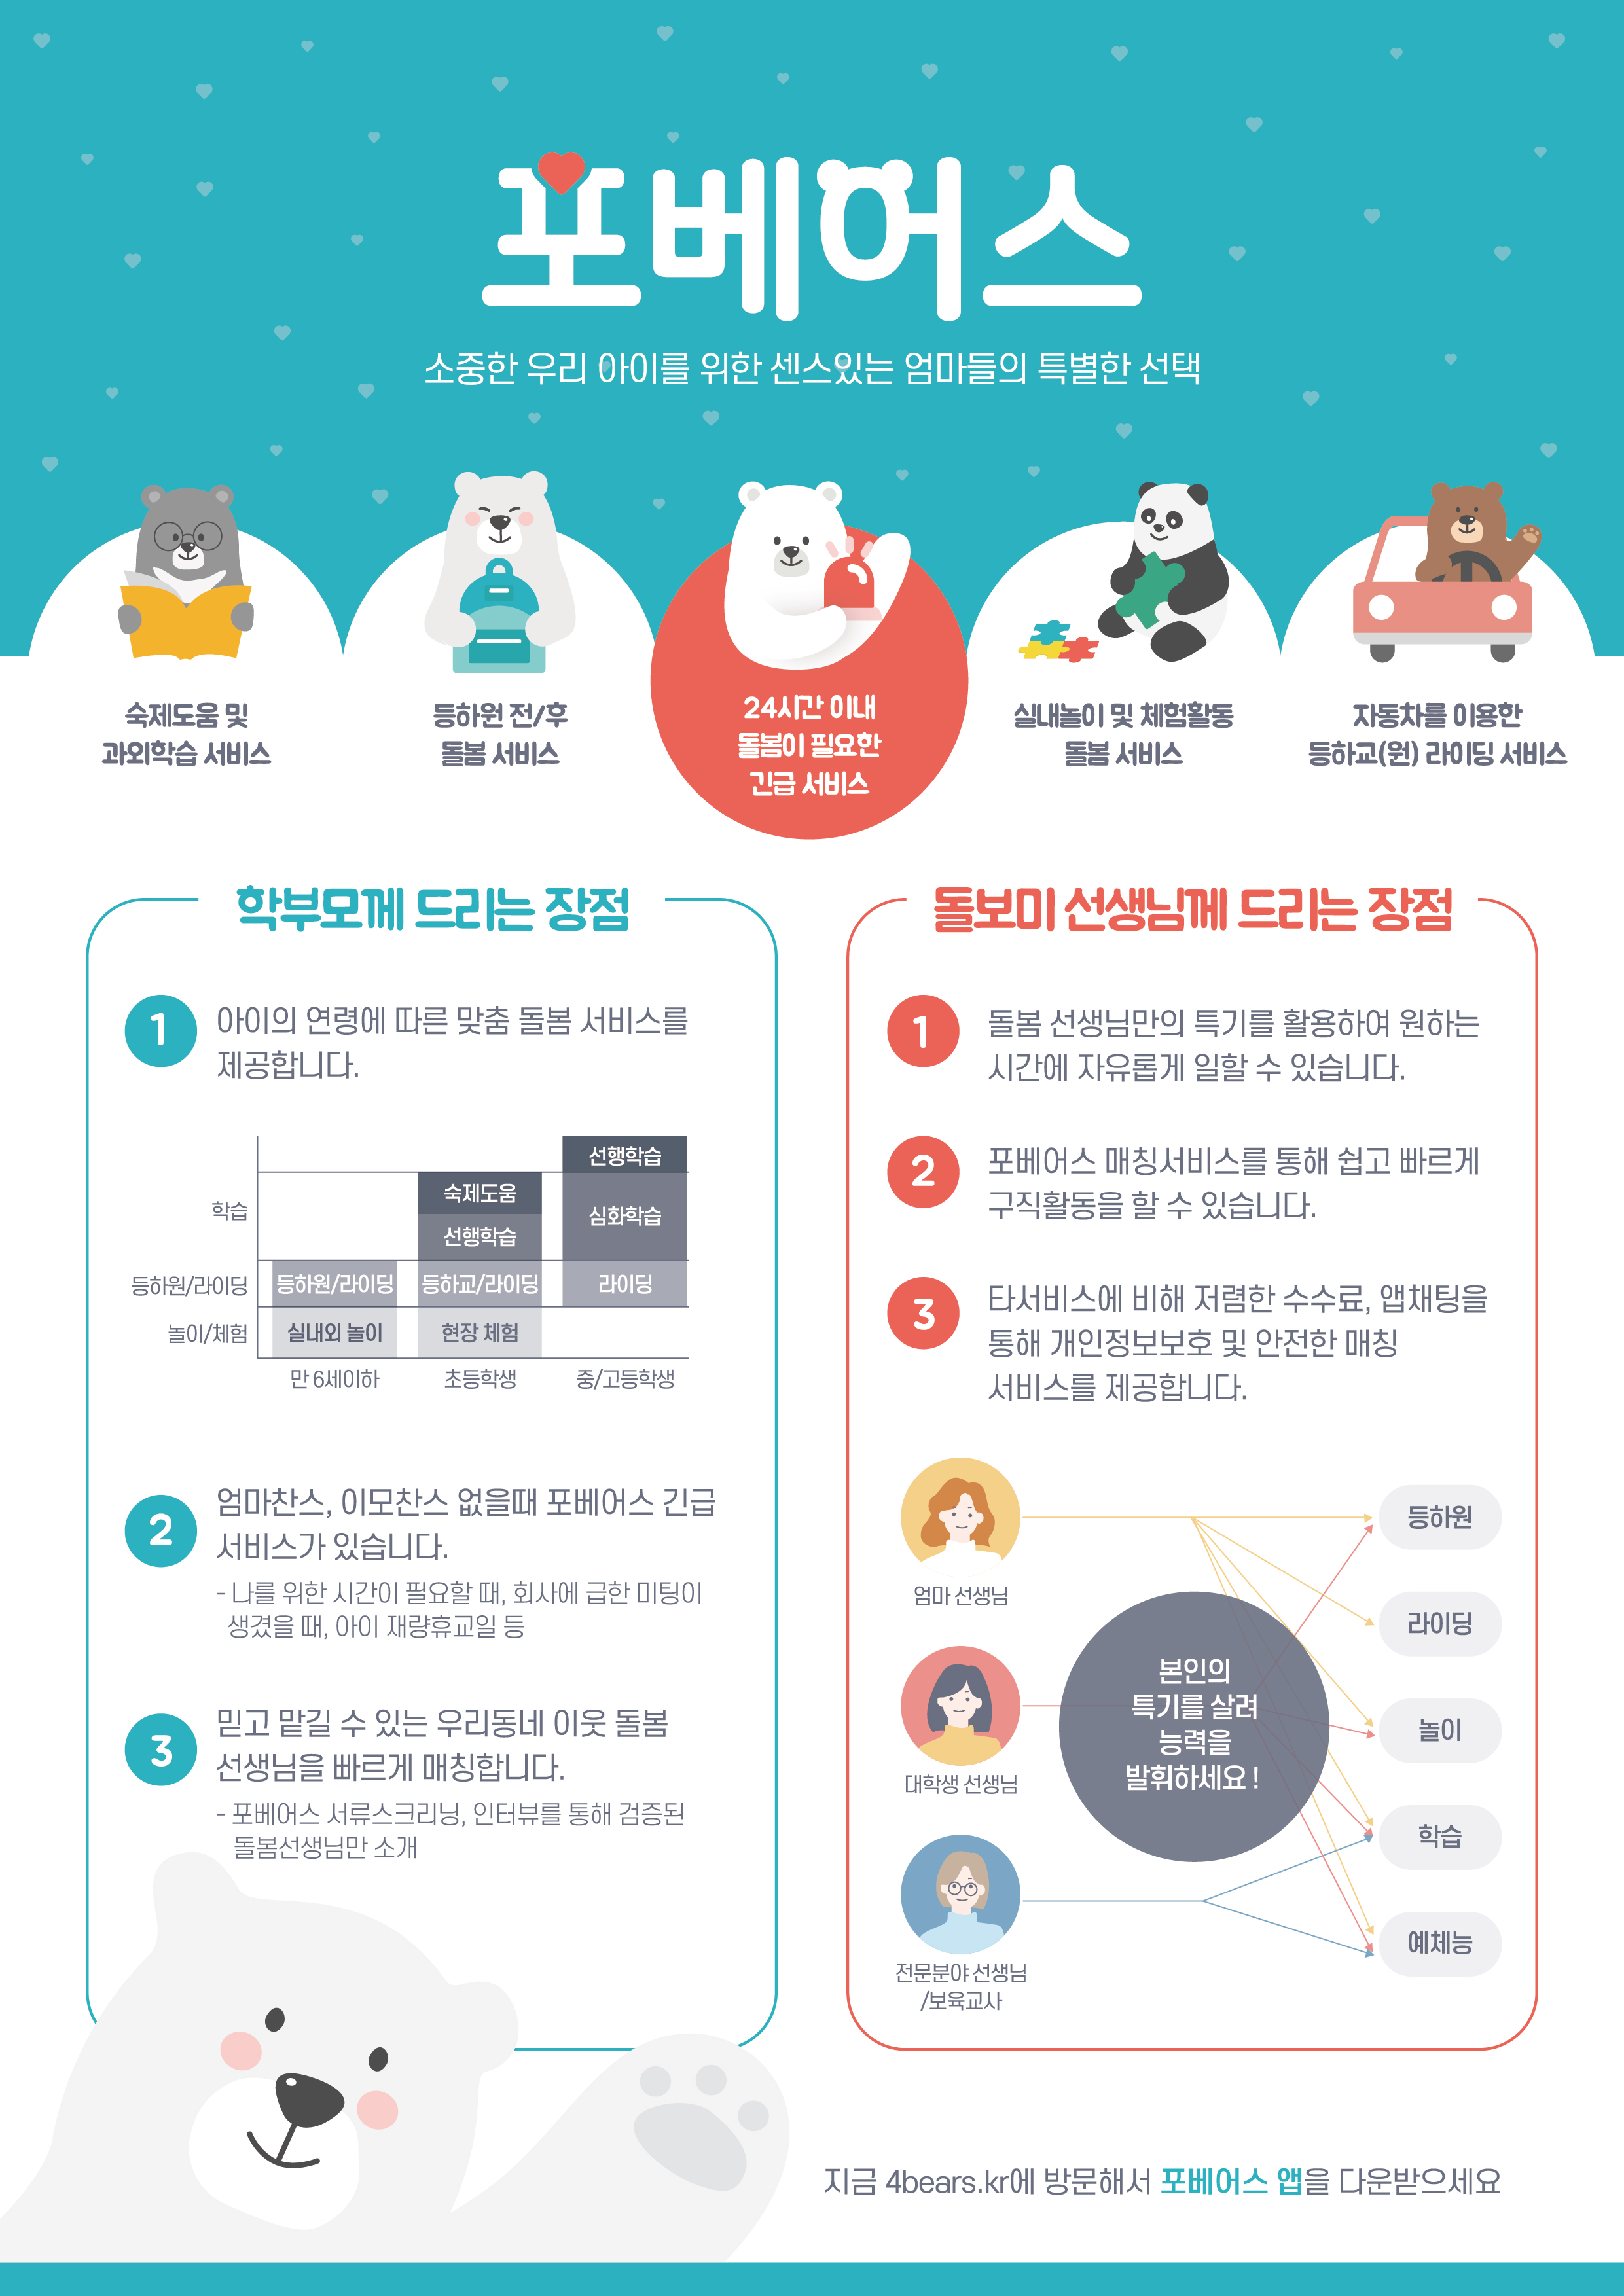 포베어스
소중한 우리 아이를 위한 센스있는 엄마들의 특별한 선택
숙제도움 및
과외학습 서비스
등하원 전/후
돌봄 서비스
24시간 이내
돌봄이 필요한
긴급 서비스
실내놀이 및 체험활동
돌봄 서비스
자동차를 이용한
등하교(원) 라이딩 서비스
학부모께 드리는 장점
1
아이의 연령에 따른 맞춤 돌봄 서비스를
제공합니다.
선행학습
숙제도움
학습
심화학습
선행학습
등하원/라이딩
등하원/라이딩
등하교/라이딩
라이딩
놀이/체험
실내외 놀이
현장 체험
만 6세이하
초등학생
중/고등학생
2
엄마찬스, 이모찬스 없을때 포베어스 긴급
서비스가 있습니다.
- 나를 위한 시간이 필요할 때, 회사에 급한 미팅이
생겼을 때, 아이 재량휴교일 등
3
믿고 맡길 수 있는 우리동네 이웃 돌봄
선생님을 빠르게 매칭합니다.
- 포베어스 서류스크리닝, 인터뷰를 통해 검증된
돌봄선생님만 소개
돌보미 선생님께 드리는 장점
1
돌봄 선생님만의 특기를 활용하여 원하는
시간에 자유롭게 일할 수 있습니다.
2
포베어스 매칭서비스를 통해 쉽고 빠르게
구직활동을 할 수 있습니다.
3
타서비스에 비해 저렴한 수수료, 앱채팅을
통해 개인정보보호 및 안전한 매칭
서비스를 제공합니다.
엄마 선생님
대학생 선생님
전문분야 선생님
/보육교사
본인의
특기를 살려
능력을
발휘하세요 !
등하원
라이딩
놀이
학습
예체능
지금 4bears.kr에 방문해서 포베어스 앱을 다운받으세요